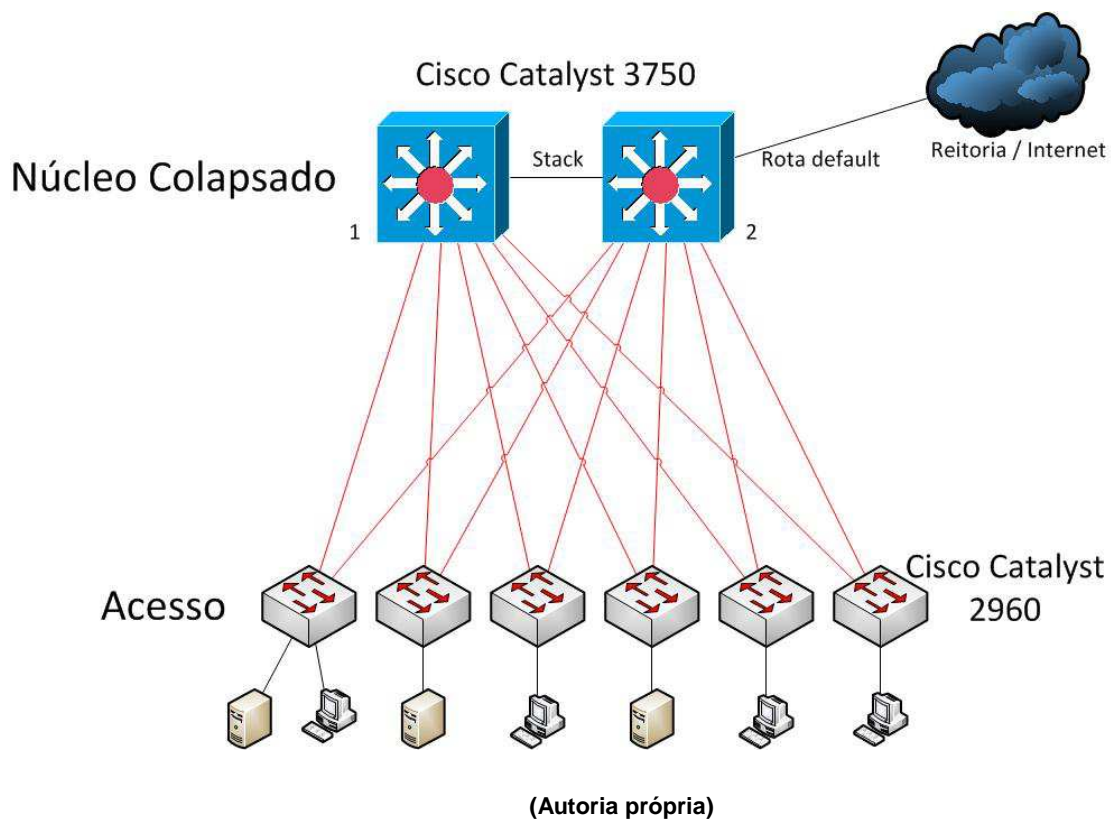 Cisco Catalyst 3750
Núcleo Colapsado
Stack
Rota default
Reitoria / Internet
1
2
Acesso
Cisco Catalyst
2960
(Autoria própria)